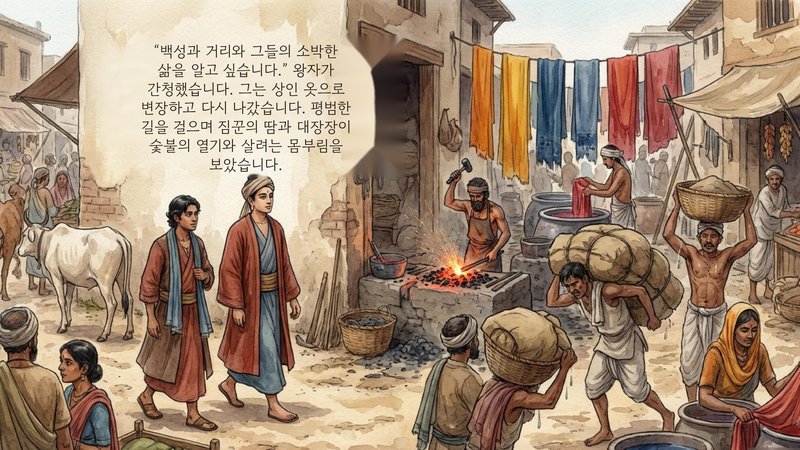 “백성과 거리와 그들의 소박한
삶을 알고 싶습니다.” 왕자가
간청했습니다. 그는 상인 옷으로
변장하고 다시 나갔습니다. 평범한
길을 걸으며 짐군의 땀과 대장장이
숯불의 열기와 살려는 몸부림을
보았습니다.